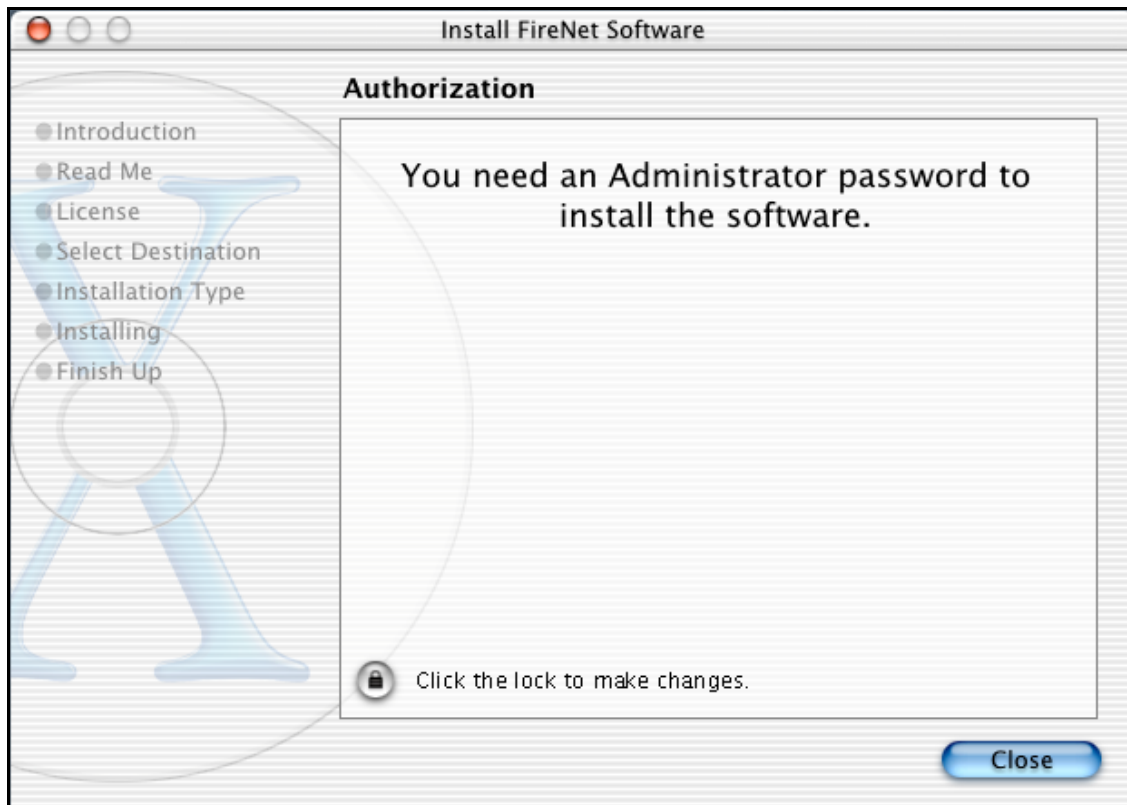 Install FireNet Software
Authorization
Introduction
Read Me
License
Select Destination
Installation Type
Installing
Finish Up
You need an Administrator password to
install the software.
Click the lock to make changes.
Close